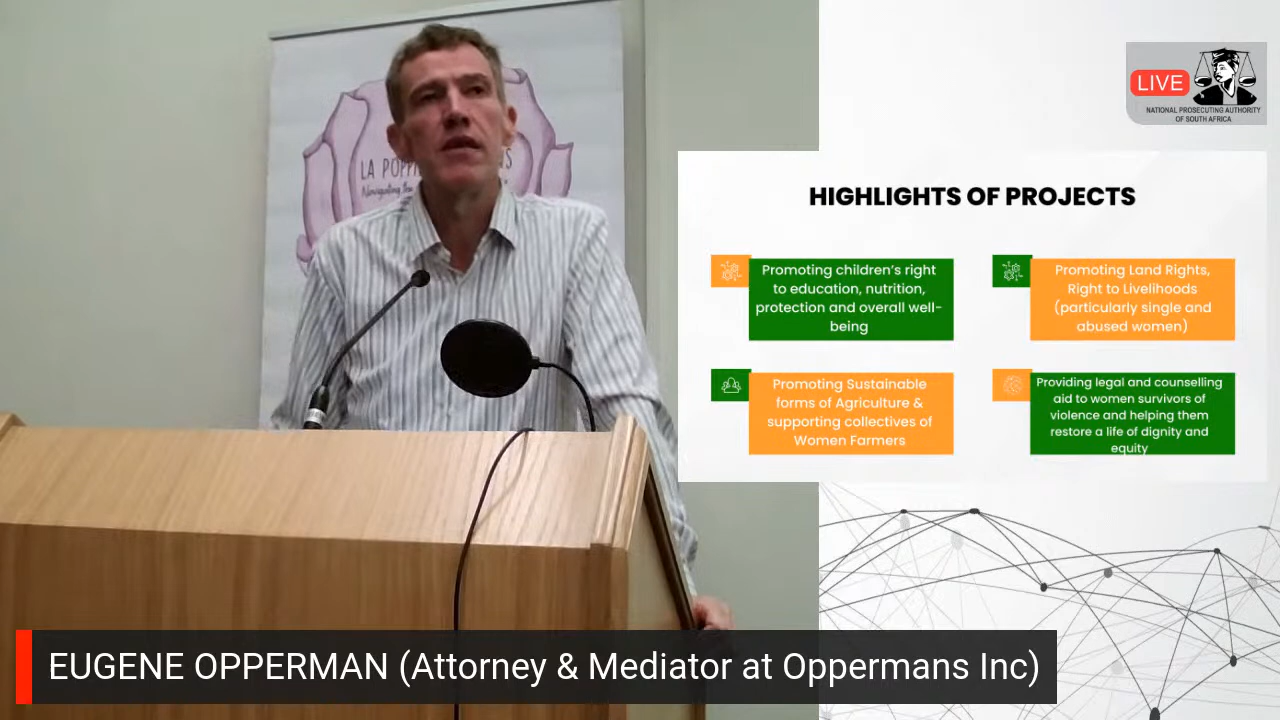 LA POPP
NS
LIVE
NATIONAL PROSECUTING AUTHORITY
OF SOUTH AFRICA
HIGHLIGHTS OF PROJECTS
Promoting children's right
to education, nutrition,
protection and overall well-
being
Promoting Land Rights,
Right to Livelihoods
(particularly single and
abused women)
Promoting Sustainable
forms of Agriculture &
supporting collectives of
Women Farmers
Providing legal and counselling
aid to women survivors of
violence and helping them
restore a life of dignity and
equity
EUGENE OPPERMAN (Attorney & Mediator at Oppermans Inc)